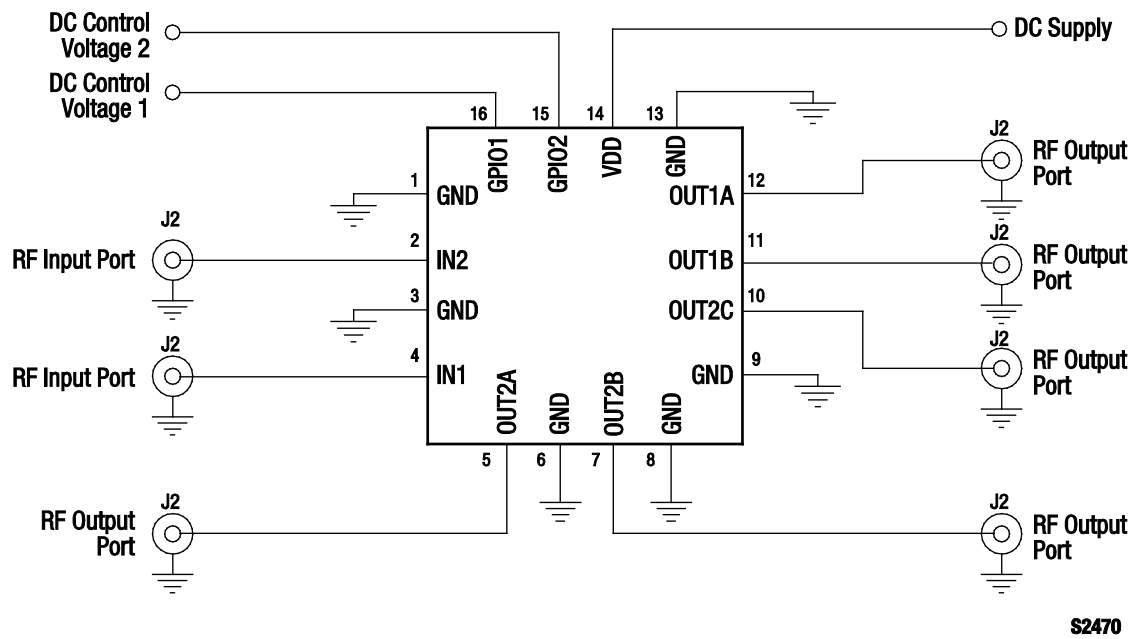 DC Control
Voltage 2
DC Supply
DC Control
Voltage 1
16
15
14
13
GPIO1
GPIO2
VDD
GND
J2
RF Output
Port
1
GND
OUT1A
12
J2
RF Input Port
2
IN2
OUT1B
11
J2
RF Output
Port
3
GND
OUT2C
10
J2
RF Input Port
4
IN1
GND
9
J2
RF Output
Port
OUT2A
GND
OUT2B
GND
5
6
7
8
J2
RF Output
Port
J2
RF Output
Port
S2470